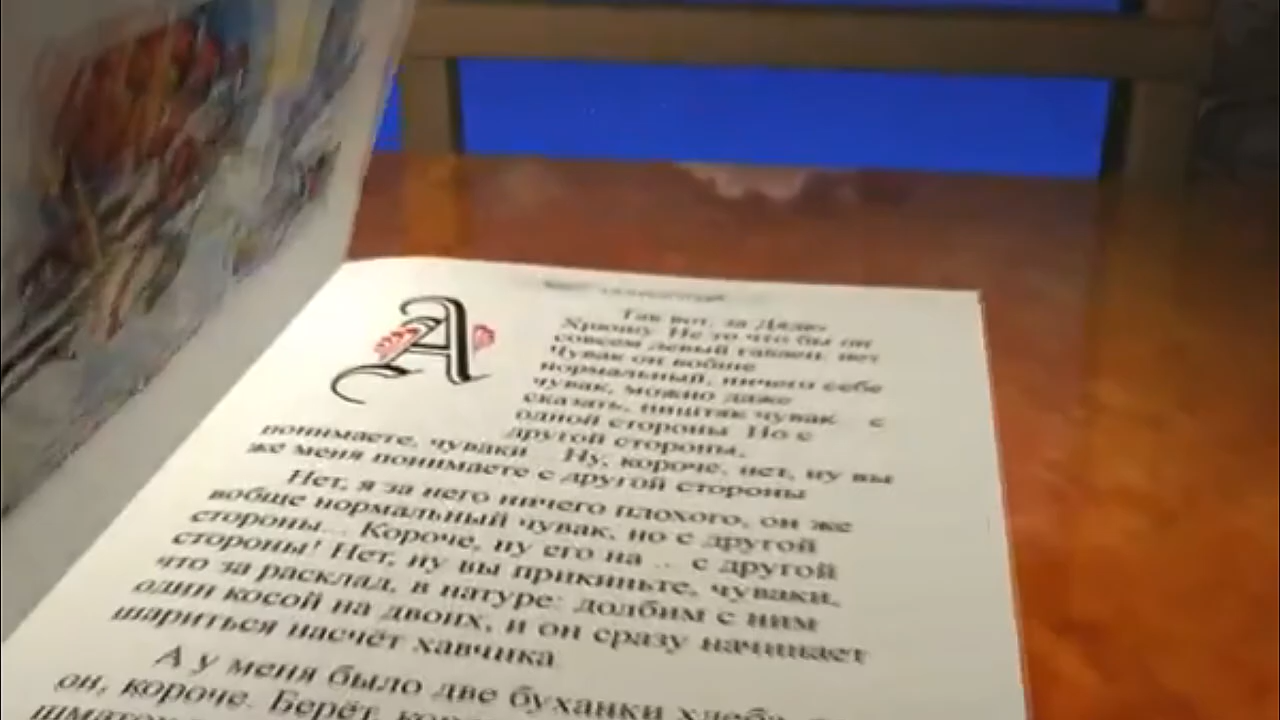 А
Так вот, за Дядю
Хрюшу. Не то что бы он
совсем левый
Чувак он вобще
нормальный, ничего себе
чувак, можно даже
сказать, ништяк чувак с
одной стороны. Но с
другой стороны,
понимаете, чуваки... Ну, короче, нет, ну вы
же меня понимаете с другой стороны
Нет, я за него ничего плохого, он же
вобще нормальный чувак, но с другой
стороны... Короче, ну его на ... с другой
стороны! Нет, ну вы прикиньте, чуваки,
что за расклад, в натуре: долбим с ним
один косой на двоих, и он сразу начинает
шариться насчёт хавчика.
А у меня было две буханки хлеба.
он, короче. Берёт,